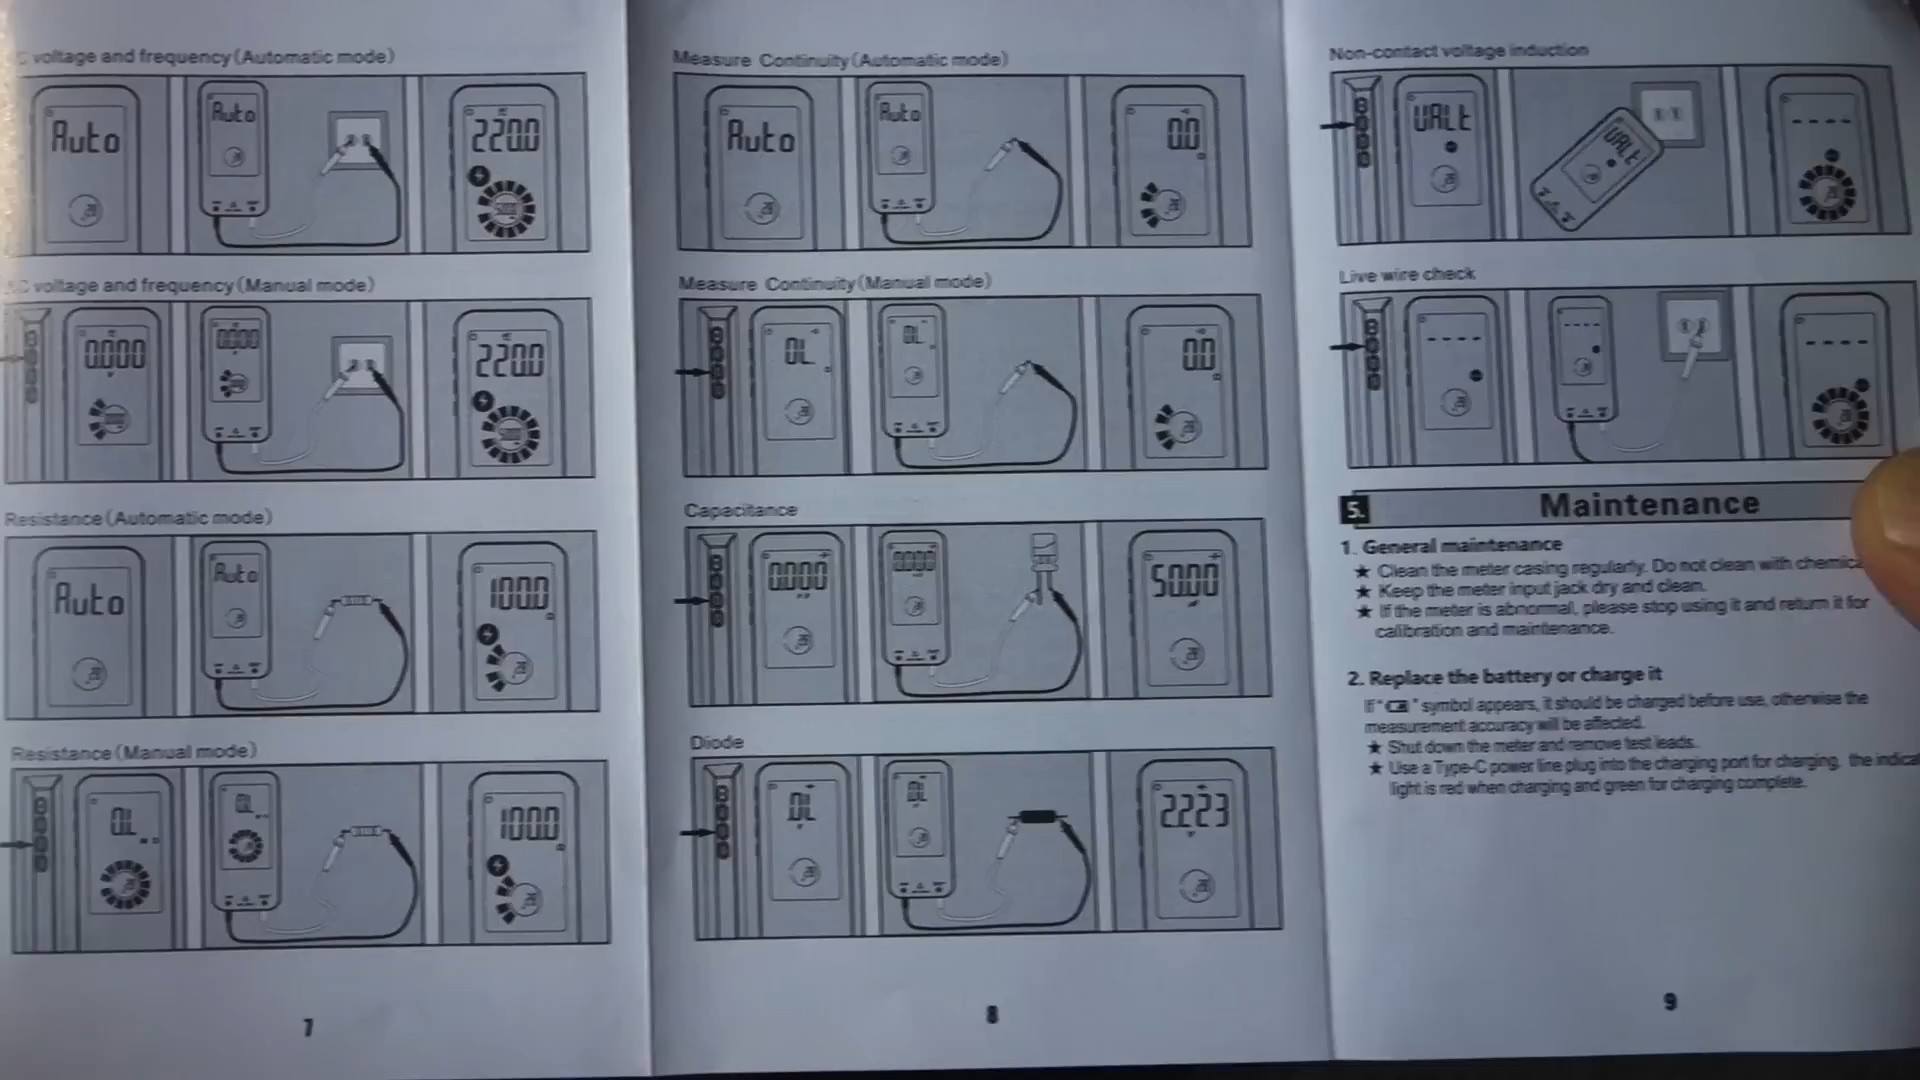 C voltage and frequency(Automatic mode)
Auto
Auto
220.0
C voltage and frequency(Manual mode)
0.000
0.000
220.0
Resistance(Automatic mode)
Auto
Auto
100.0
Resistance(Manual mode)
OL
OL
100.0
7
Measure Continuity(Automatic mode)
Auto
Auto
0.0
Measure Continuity(Manual mode)
OL
OL
0.0
Capacitance
0.000
0.000
50.00
Diode
OL
OL
2.223
8
Non-contact voltage induction
----
Live wire check
----
----
----
5. Maintenance
1. General maintenance
★ Clean the meter casing regularly. Do not clean with
★ Keep the meter input jack dry and clean.
★ If the meter is abnormal, please stop using it and return it for
calibration and maintenance.
2. Replace the battery or charge it
If " " symbol appears, it should be charged before use, otherwise the
measurement accuracy will be affected.
★ Shut down the meter and remove test leads.
★ Use a Type-C power line plug into the charging port for charging, the
light is red when charging and green for charging complete.
9